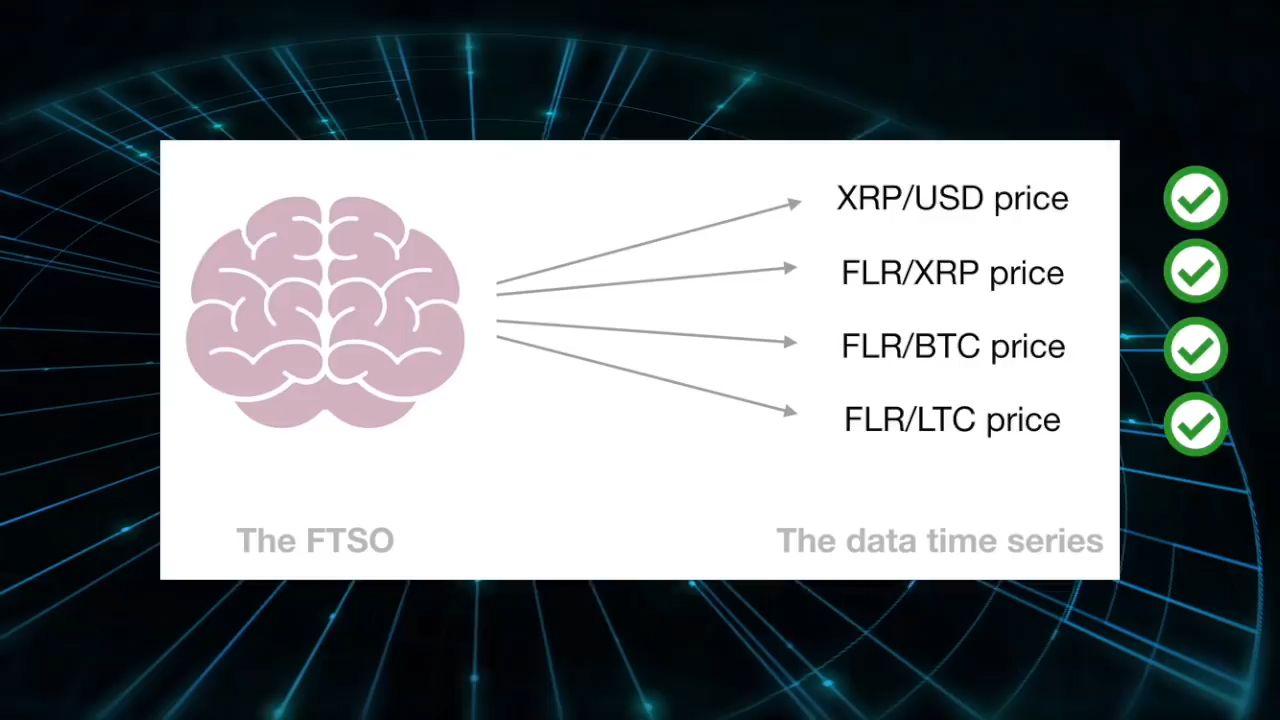 XRP/USD price
FLR/XRP price
FLR/BTC price
FLR/LTC price
The FTSO
The data time series